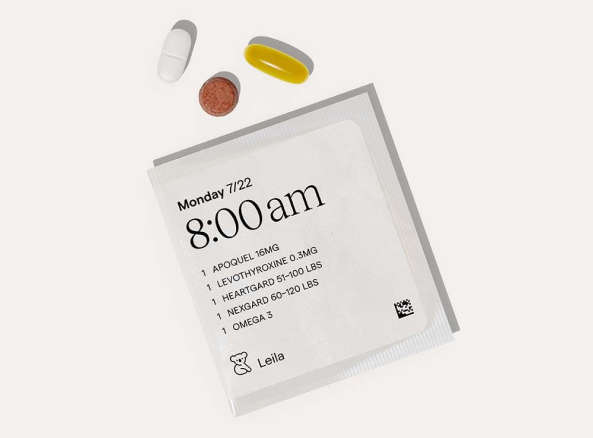 Monday 7/22
8:00 am
1 APOQUEL 16MG
1 LEVOTHYROXINE 0.3MG
1 HEARTGARD 51-100 LBS
1 NEXGARD 60-120 LBS
1 OMEGA 3
Leila